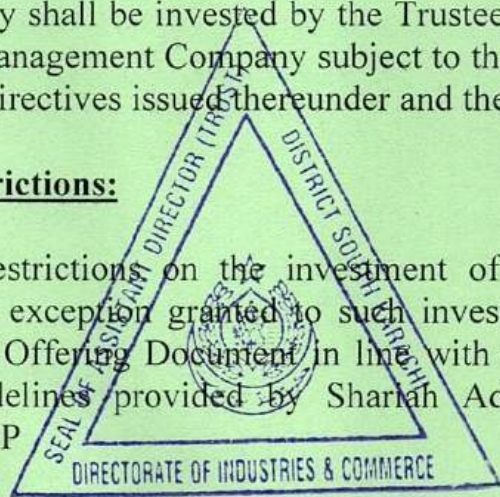 y shall be invested by the Trustee
anagement Company subject to th
irectives issued thereunder and the
rictions:
estrictions on the investment of
exception granted to such inves
Offering Document in line with
delines provided by Shariah Ad
P
SEAL OF ASSISTANT DIRECTOR (TRUST)
DISTRICT SOUTH KARACHI
DIRECTORATE OF INDUSTRIES & COMMERCE